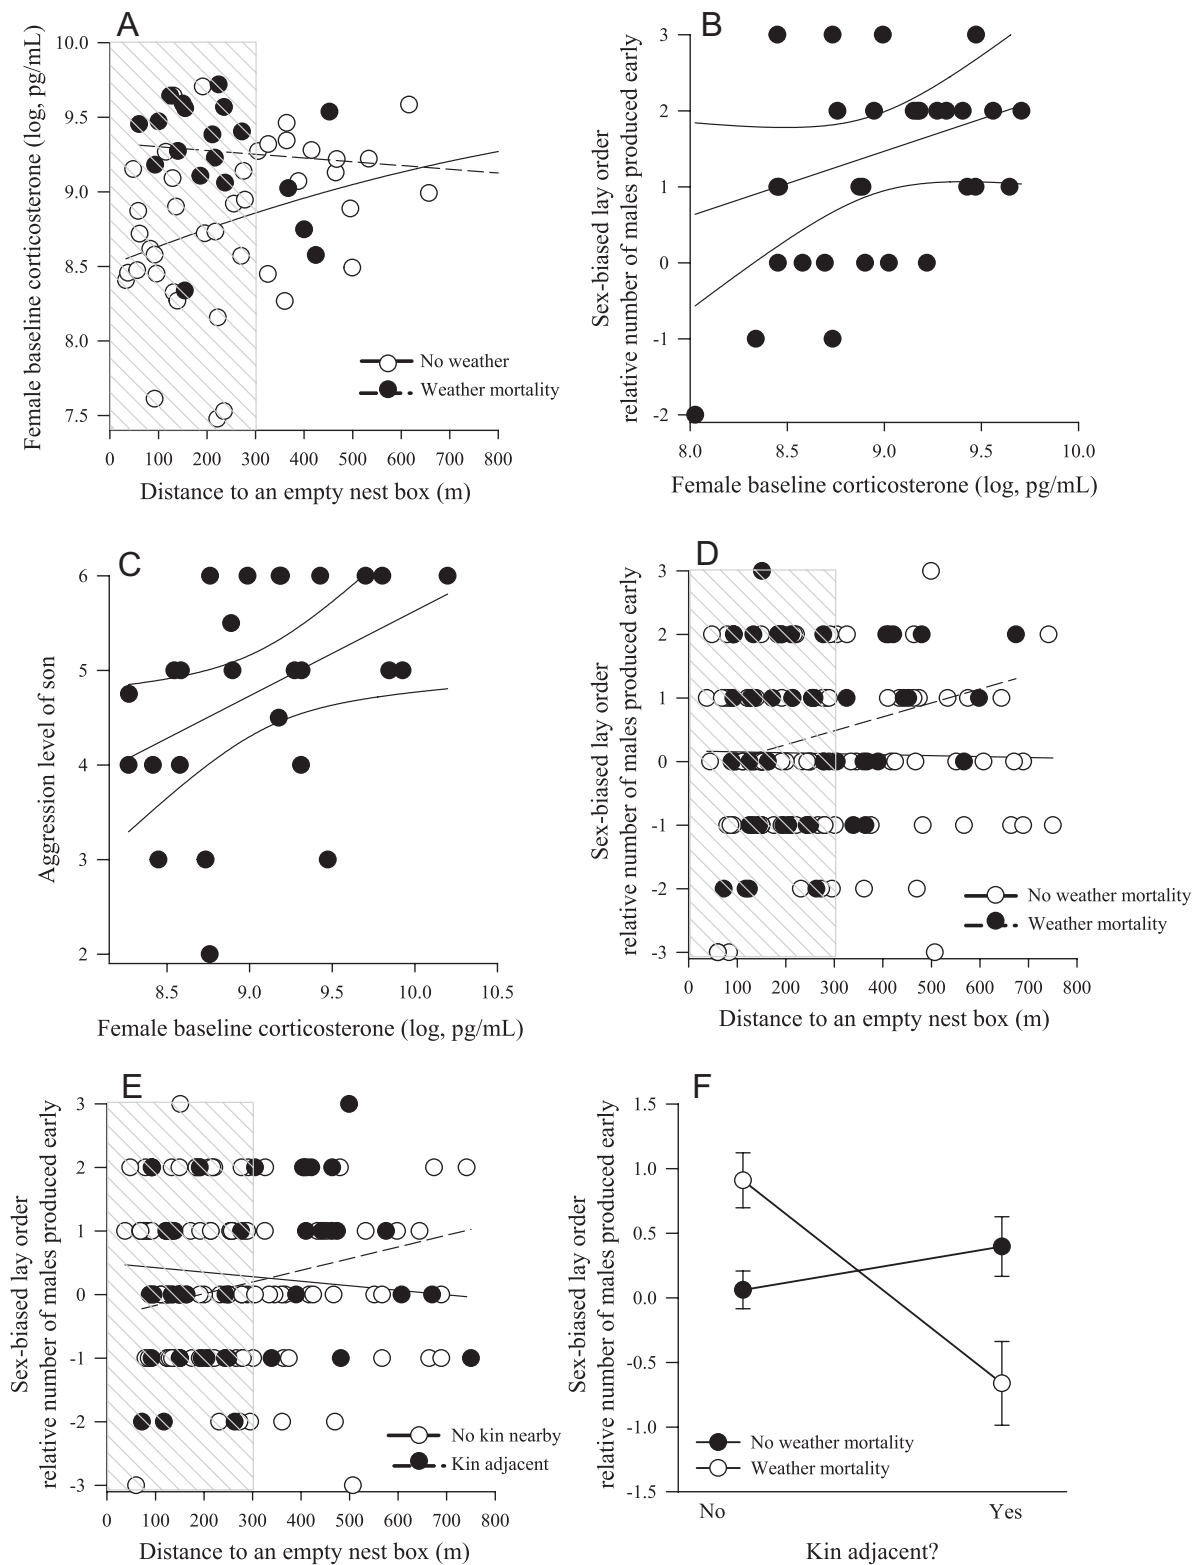 A
Female baseline corticosterone (log, pg/mL)
10.0
9.5
9.0
8.5
8.0
7.5
No weather
Weather mortality
0 100 200 300 400 500 600 700 800
Distance to an empty nest box (m)
B
Sex-biased lay order
relative number of males produced early
3
2
1
0
-1
-2
8.0 8.5 9.0 9.5 10.0
Female baseline corticosterone (log, pg/mL)
C
Aggression level of son
6
5
4
3
2
8.5 9.0 9.5 10.0 10.5
Female baseline corticosterone (log, pg/mL)
D
Sex-biased lay order
relative number of males produced early
3
2
1
0
-1
-2
-3
No weather mortality
Weather mortality
0 100 200 300 400 500 600 700 800
Distance to an empty nest box (m)
E
Sex-biased lay order
relative number of males produced early
3
2
1
0
-1
-2
-3
No kin nearby
Kin adjacent
0 100 200 300 400 500 600 700 800
Distance to an empty nest box (m)
F
Sex-biased lay order
relative number of males produced early
1.5
1.0
0.5
0.0
-0.5
-1.0
-1.5
No weather mortality
Weather mortality
No Yes
Kin adjacent?